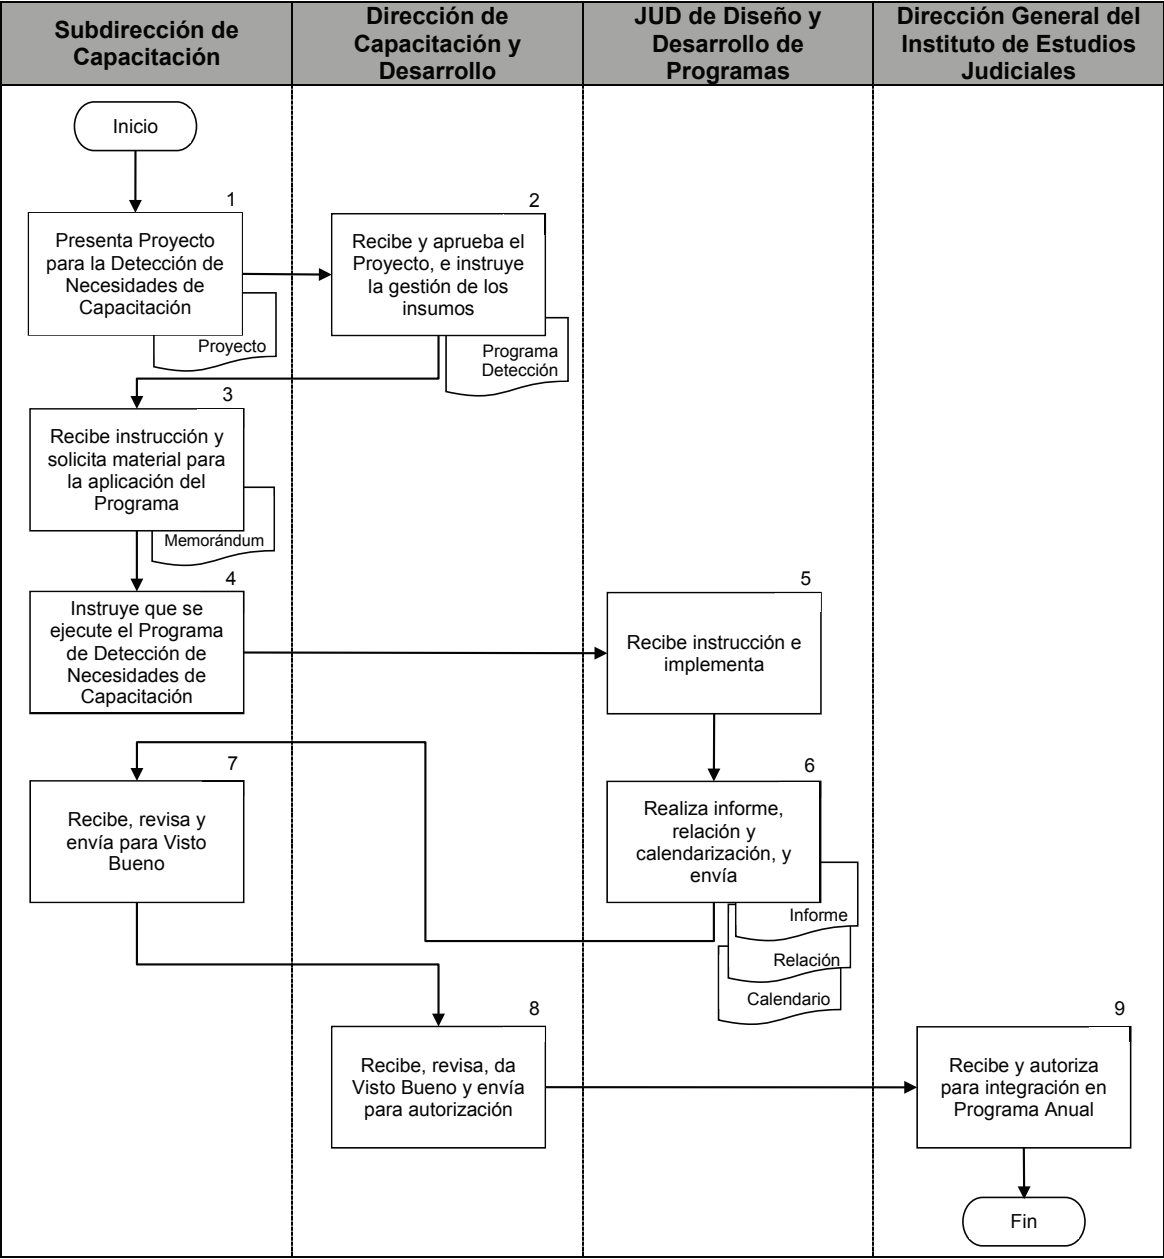 Subdirección de
Capacitación
Dirección de
Capacitación y
Desarrollo
JUD de Diseño y
Desarrollo de
Programas
Dirección General del
Instituto de Estudios
Judiciales
Inicio
1
Presenta Proyecto
para la Detección de
Necesidades de
Capacitación
Proyecto
2
Recibe y aprueba el
Proyecto, e instruye
la gestión de los
insumos
Programa
Detección
3
Recibe instrucción y
solicita material para
la aplicación del
Programa
Memorándum
4
Instruye que se
ejecute el Programa
de Detección de
Necesidades de
Capacitación
5
Recibe instrucción e
implementa
6
Realiza informe,
relación y
calendarización, y
envía
Informe
Relación
Calendario
7
Recibe, revisa y
envía para Visto
Bueno
8
Recibe, revisa, da
Visto Bueno y envía
para autorización
9
Recibe y autoriza
para integración en
Programa Anual
Fin